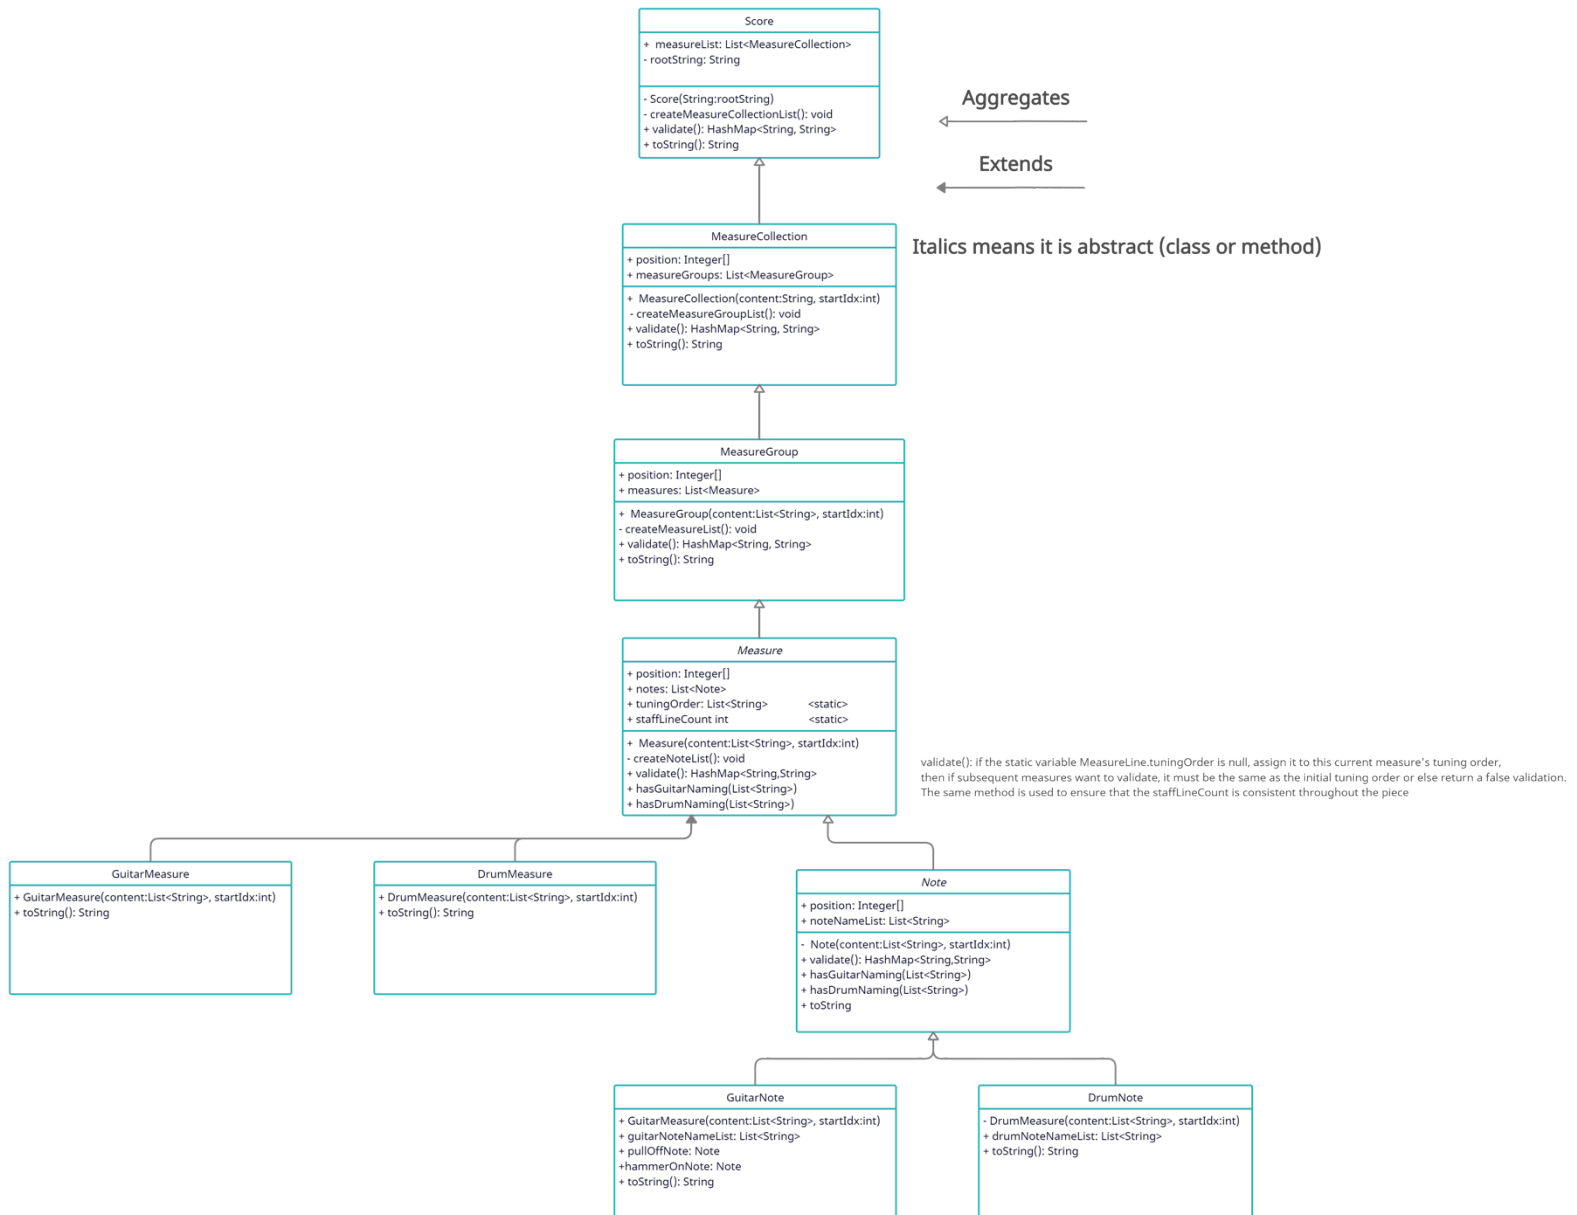 Score
+  measureList: List<MeasureCollection>
- rootString: String
- Score(String:rootString)
- createMeasureCollectionList(): void
+ validate(): HashMap<String, String>
+ toString(): String
Aggregates
Extends
Italics means it is abstract (class or method)
MeasureCollection
+ position: Integer[]
+ measureGroups: List<MeasureGroup>
+  MeasureCollection(content:String, startIdx:int)
- createMeasureGroupList(): void
+ validate(): HashMap<String, String>
+ toString(): String
MeasureGroup
+ position: Integer[]
+ measures: List<Measure>
+  MeasureGroup(content:List<String>, startIdx:int)
- createMeasureList(): void
+ validate(): HashMap<String, String>
+ toString(): String
Measure
+ position: Integer[]
+ notes: List<Note>
+ tuningOrder: List<String> <static>
+ staffLineCount int <static>
+  Measure(content:List<String>, startIdx:int)
- createNoteList(): void
+ validate(): HashMap<String,String>
+ hasGuitarNaming(List<String>)
+ hasDrumNaming(List<String>)
validate(): if the static variable MeasureLine.tuningOrder is null, assign it to this current measure's tuning order,
then if subsequent measures want to validate, it must be the same as the initial tuning order or else return a false validation.
The same method is used to ensure that the staffLineCount is consistent throughout the piece
GuitarMeasure
+ GuitarMeasure(content:List<String>, startIdx:int)
+ toString(): String
DrumMeasure
+ DrumMeasure(content:List<String>, startIdx:int)
+ toString(): String
Note
+ position: Integer[]
+ noteNameList: List<String>
-  Note(content:List<String>, startIdx:int)
+ validate(): HashMap<String,String>
+ hasGuitarNaming(List<String>)
+ hasDrumNaming(List<String>)
+ toString
GuitarNote
+ GuitarMeasure(content:List<String>, startIdx:int)
+ guitarNoteNameList: List<String>
+ pullOffNote: Note
+hammerOnNote: Note
+ toString(): String
DrumNote
- DrumMeasure(content:List<String>, startIdx:int)
+ drumNoteNameList: List<String>
+ toString(): String